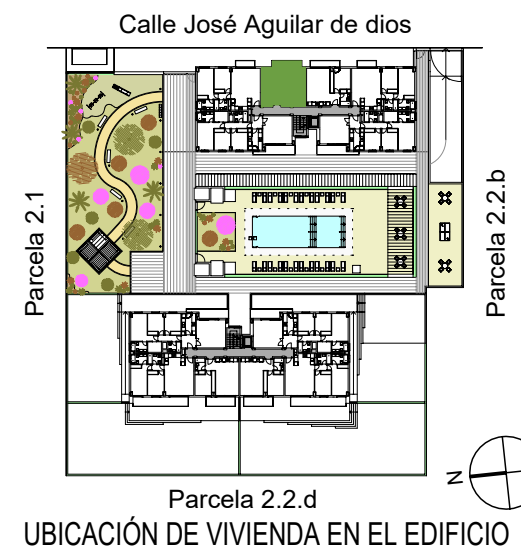 Calle José Aguilar de dios
Parcela 2.1
Parcela 2.2.b
N
Parcela 2.2.d
UBICACIÓN DE VIVIENDA EN EL EDIFICIO